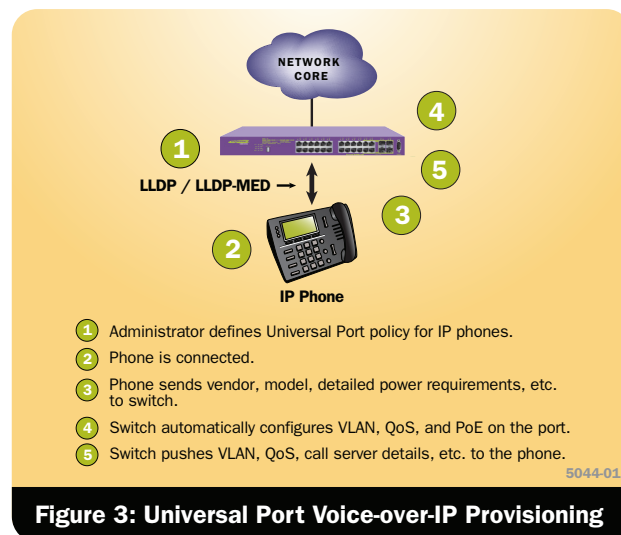 NETWORK
CORE
4
1
5
LLDP / LLDP-MED →
3
2
IP Phone
1 Administrator defines Universal Port policy for IP phones.
2 Phone is connected.
3 Phone sends vendor, model, detailed power requirements, etc.
to switch.
4 Switch automatically configures VLAN, QoS, and PoE on the port.
5 Switch pushes VLAN, QoS, call server details, etc. to the phone.
5044-01
Figure 3: Universal Port Voice-over-IP Provisioning